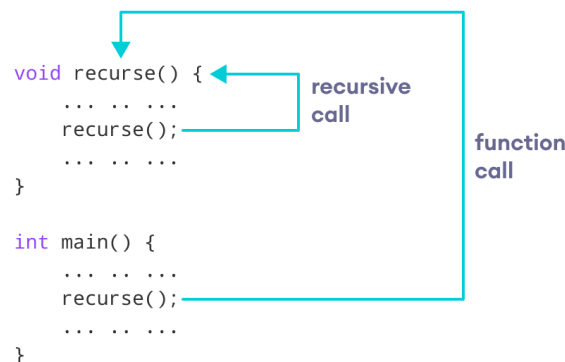 void recurse() {
... .. ...
recurse();
... .. ...
}
recursive
call
function
call
int main() {
... .. ...
recurse();
... .. ...
}